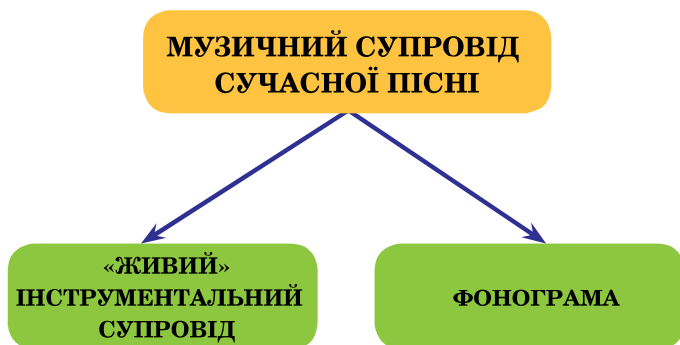 МУЗИЧНИЙ СУПРОВІД
СУЧАСНОЇ ПІСНІ
«ЖИВИЙ»
ІНСТРУМЕНТАЛЬНИЙ
СУПРОВІД
ФОНОГРАМА